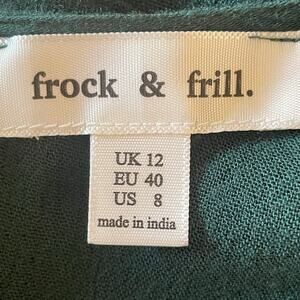 frock & frill.
UK 12
EU 40
US 8
made in india